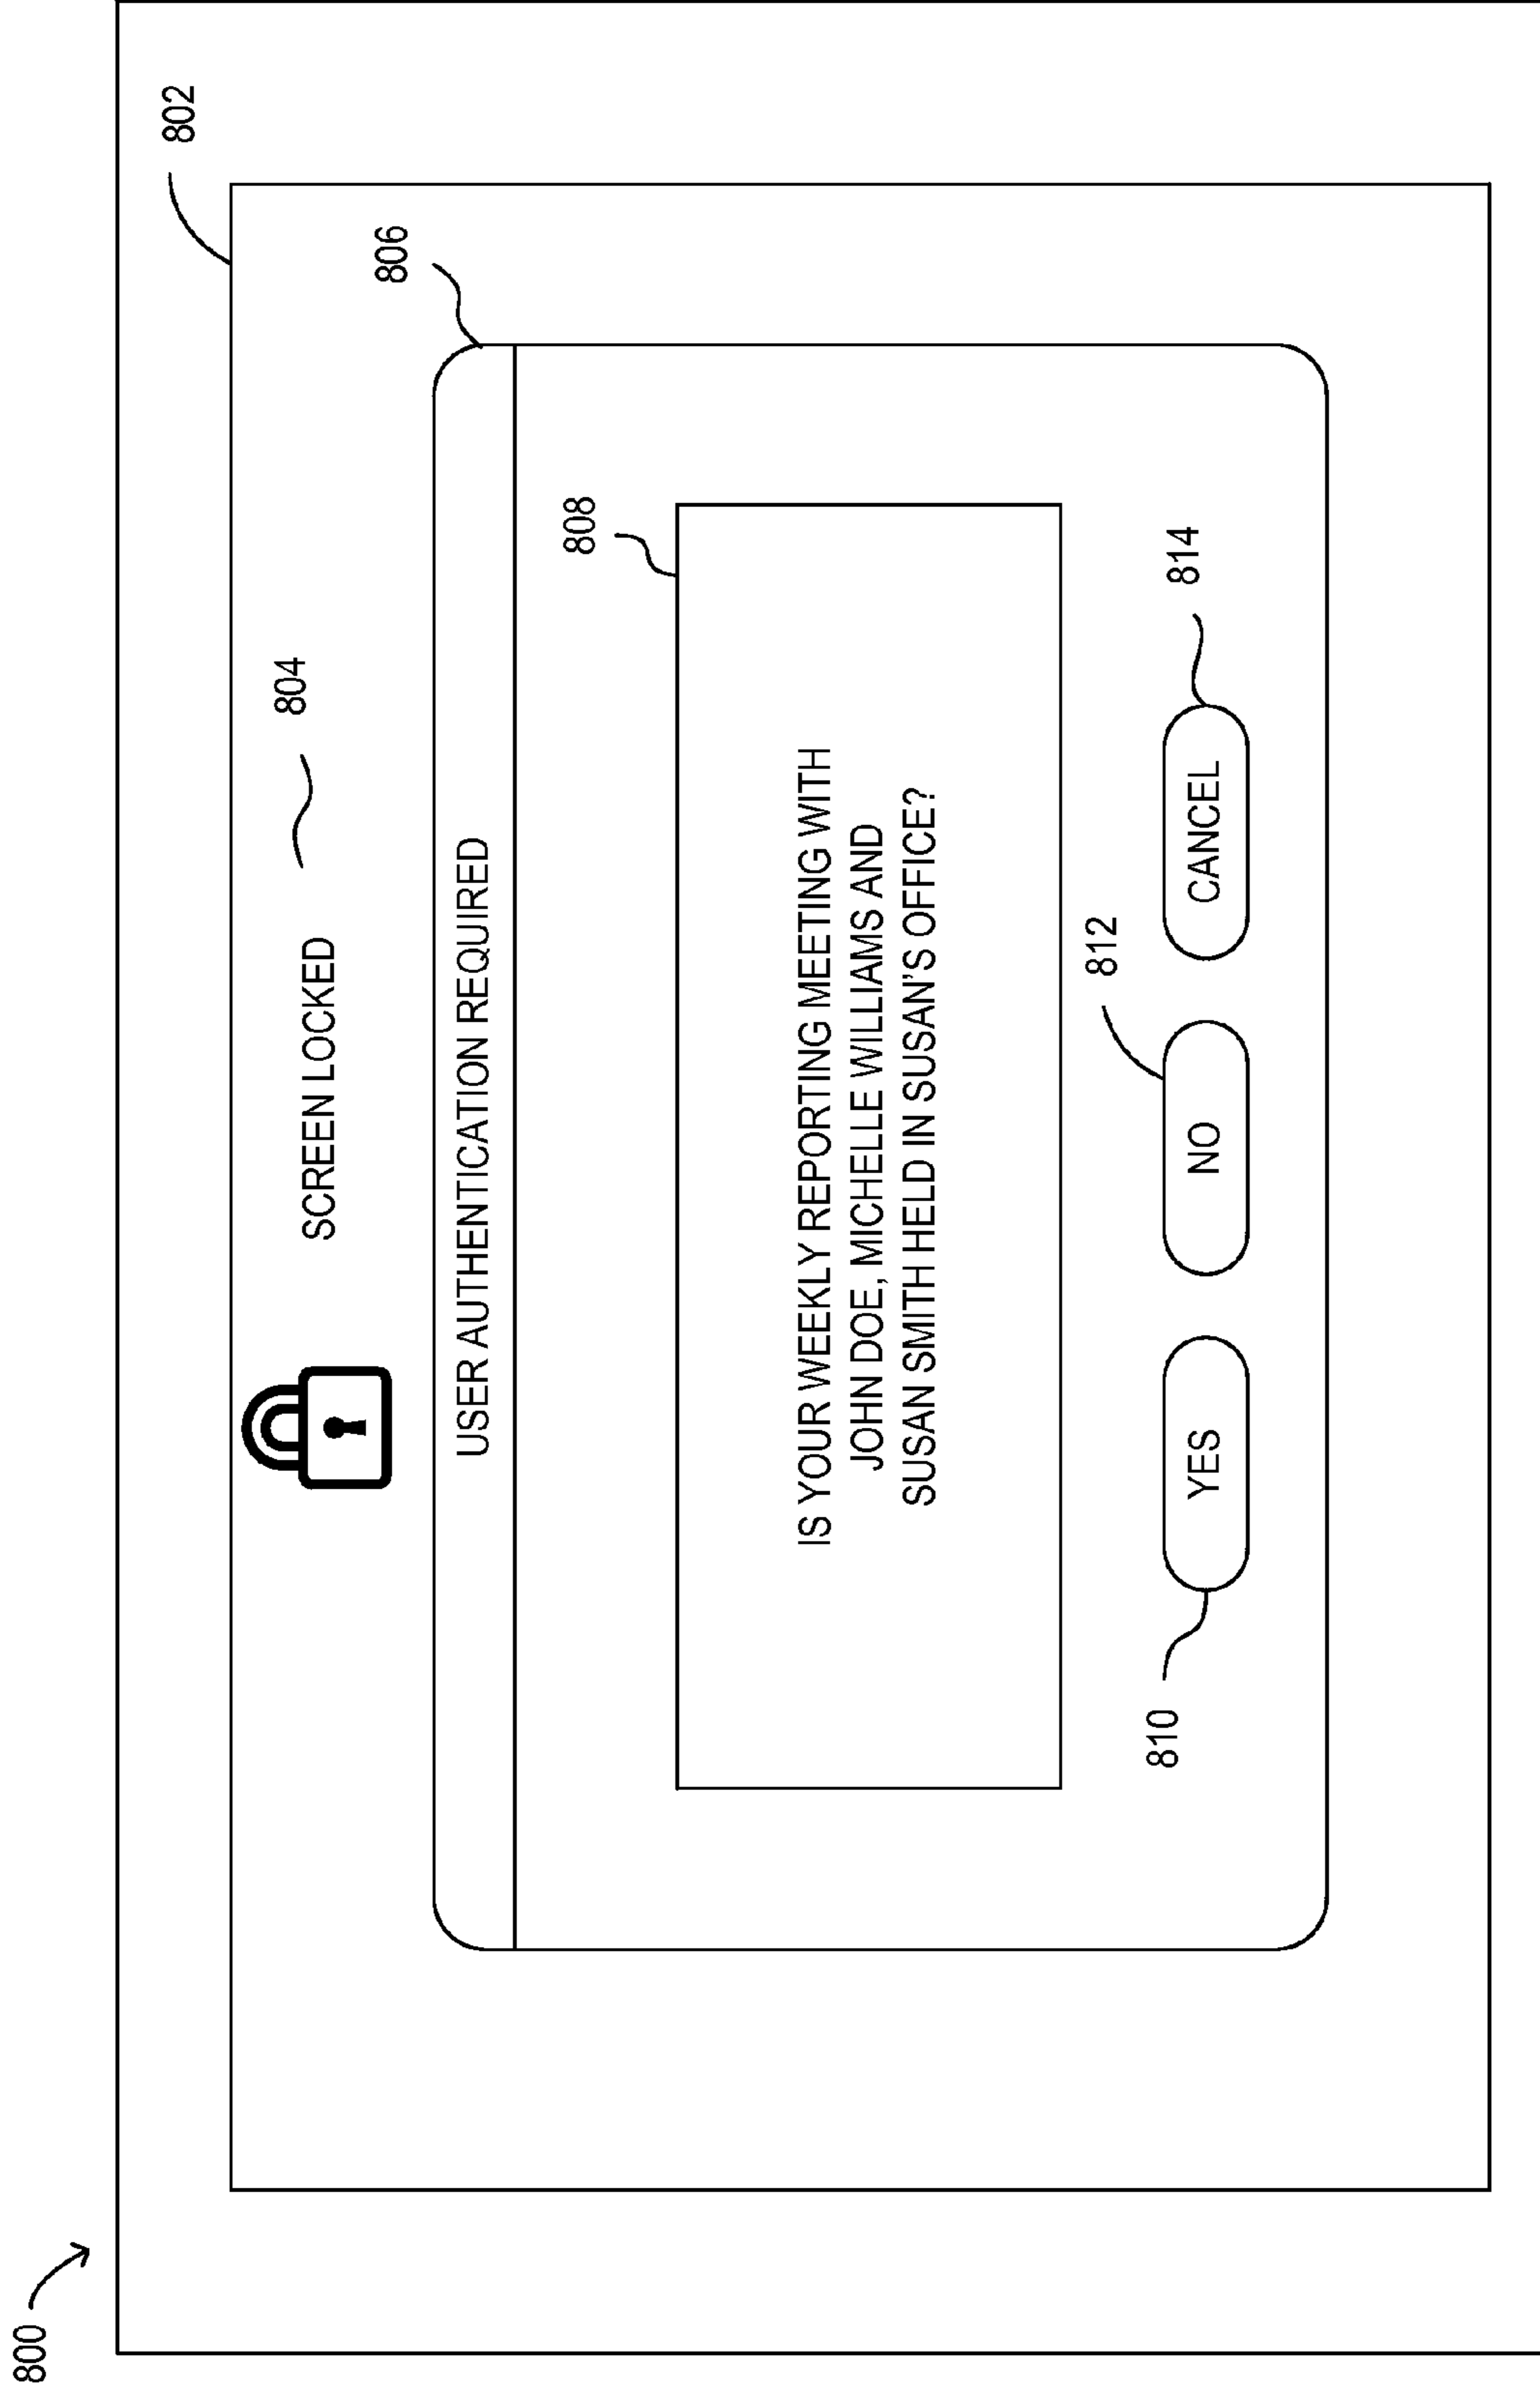 800
802
SCREEN LOCKED
804
806
USER AUTHENTICATION REQUIRED
808
IS YOUR WEEKLY REPORTING MEETING WITH
JOHN DOE, MICHELLE WILLIAMS AND
SUSAN SMITH HELD IN SUSAN'S OFFICE?
812
810
YES
NO
CANCEL
814